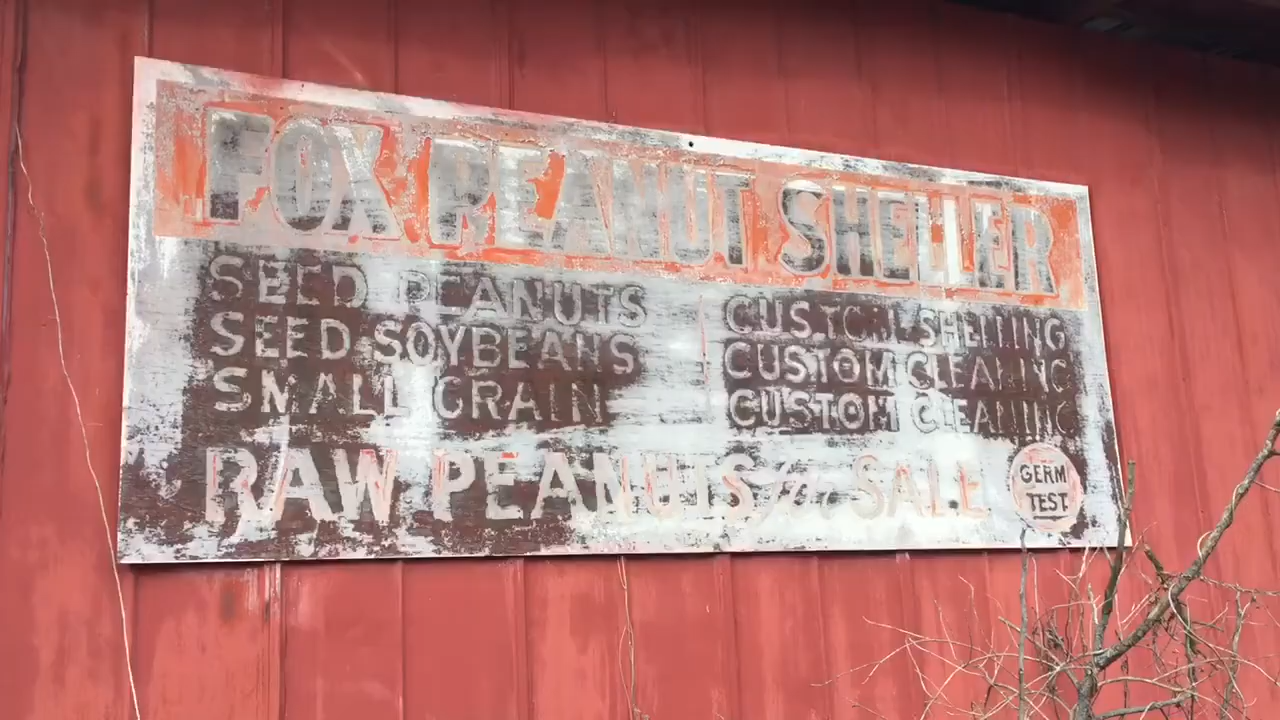 FOX PEANUT SHELLER
SEED PEANUTS
SEED SOYBEANS
SMALL GRAIN
CUSTOM SHELLING
CUSTOM CLEANING
CUSTOM CLEANING
RAW PEANUTS for SALE
GERM
TEST